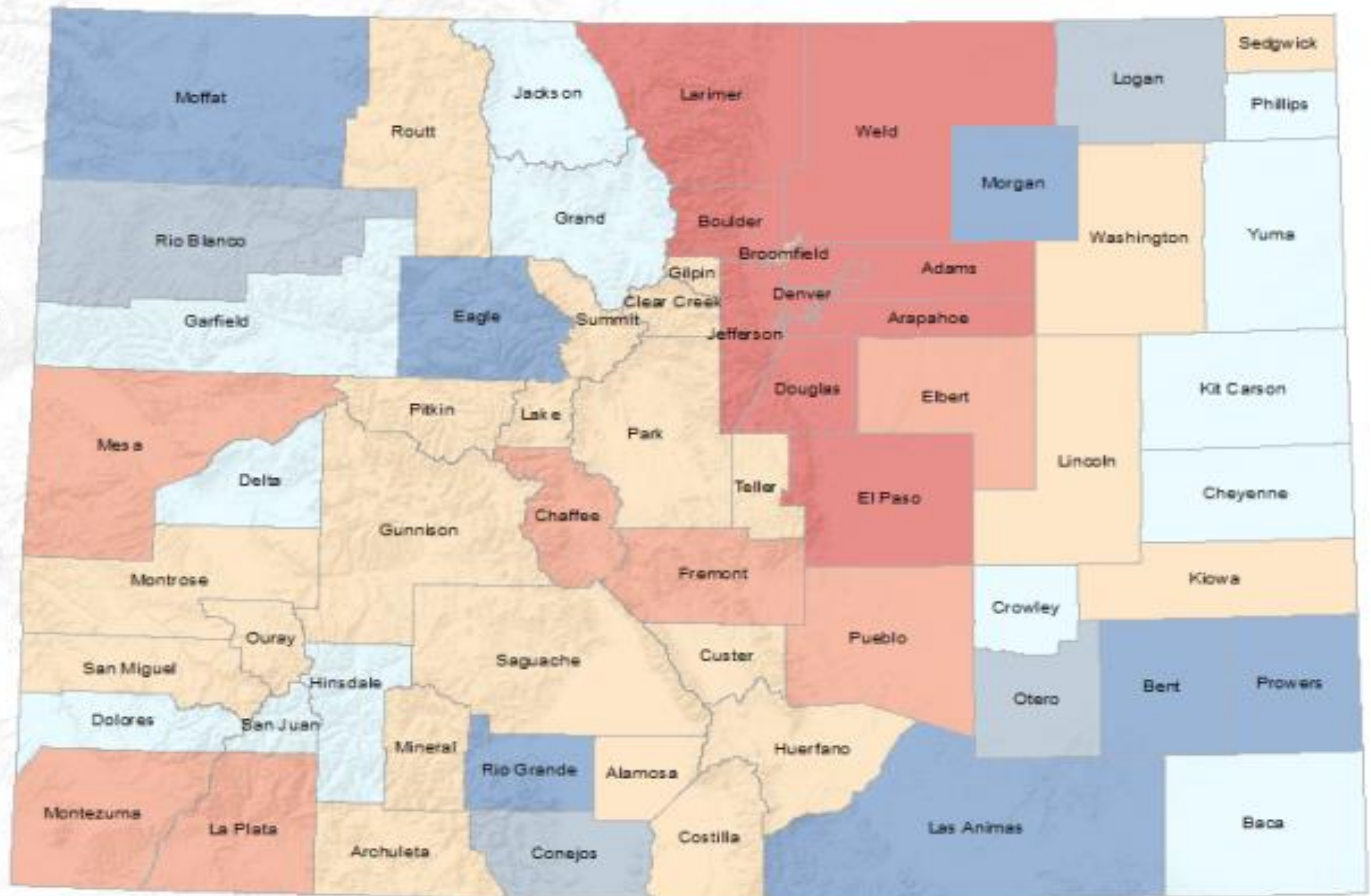 Sedgwick
Moffat
Jackson
Larimer
Logan
Phillips
Routt
Weld
Morgan
Grand
Boulder
Washington
Yuma
Rio Blanco
Broomfield
Adams
Gilpin
Denver
Clear Creek
Garfield
Eagle
Summit
Arapahoe
Jefferson
Douglas
Elbert
Kit Carson
Pitkin
Lake
Park
Mesa
Lincoln
Delta
Teller
El Paso
Cheyenne
Gunnison
Chaffee
Fremont
Montrose
Kiowa
Crowley
Ouray
Pueblo
Saguache
Custer
San Miguel
Hinsdale
Otero
Bent
Prowers
Dolores
San Juan
Mineral
Huerfano
Rio Grande
Alamosa
Montezuma
La Plata
Archuleta
Conejos
Costilla
Las Animas
Baca